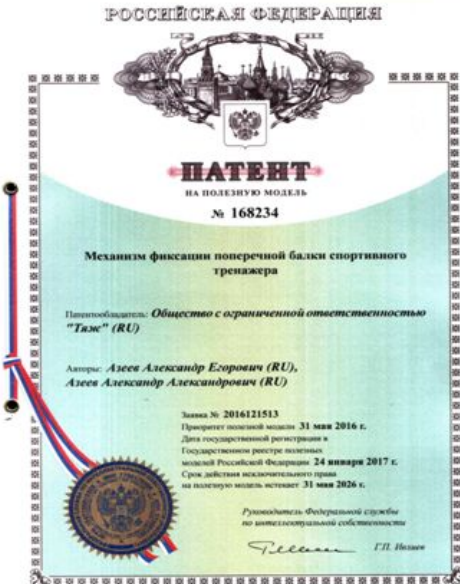 РОССИЙСКАЯ ФЕДЕРАЦИЯ
ПАТЕНТ
НА ПОЛЕЗНУЮ МОДЕЛЬ
№ 168234
Механизм фиксации поперечной балки спортивного
тренажера
Патентообладатель: Общество с ограниченной ответственностью
"Тяж" (RU)
Авторы: Азеев Александр Егорович (RU),
Азеев Александр Александрович (RU)
Заявка № 2016121513
Приоритет полезной модели 31 мая 2016 г.
Дата государственной регистрации в
Государственном реестре полезных
моделей Российской Федерации 24 января 2017 г.
Срок действия исключительного права
на полезную модель истекает 31 мая 2026 г.
Руководитель Федеральной службы
по интеллектуальной собственности
Г.П. Ивлиев